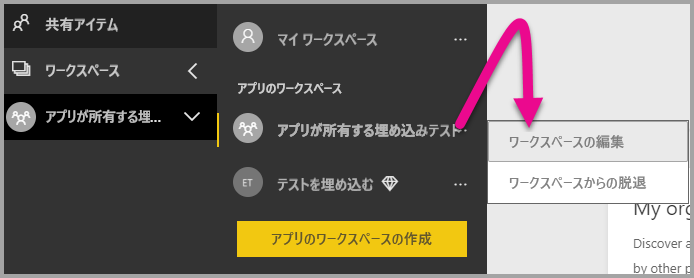 共有アイテム
ワークスペース
アプリが所有する埋...
マイ ワークスペース
...
アプリのワークスペース
アプリが所有する埋め込みテスト...
ET
テストを埋め込む
...
アプリのワークスペースの作成
ワークスペースの編集
ワークスペースからの脱退
My org
Discover a
by other p